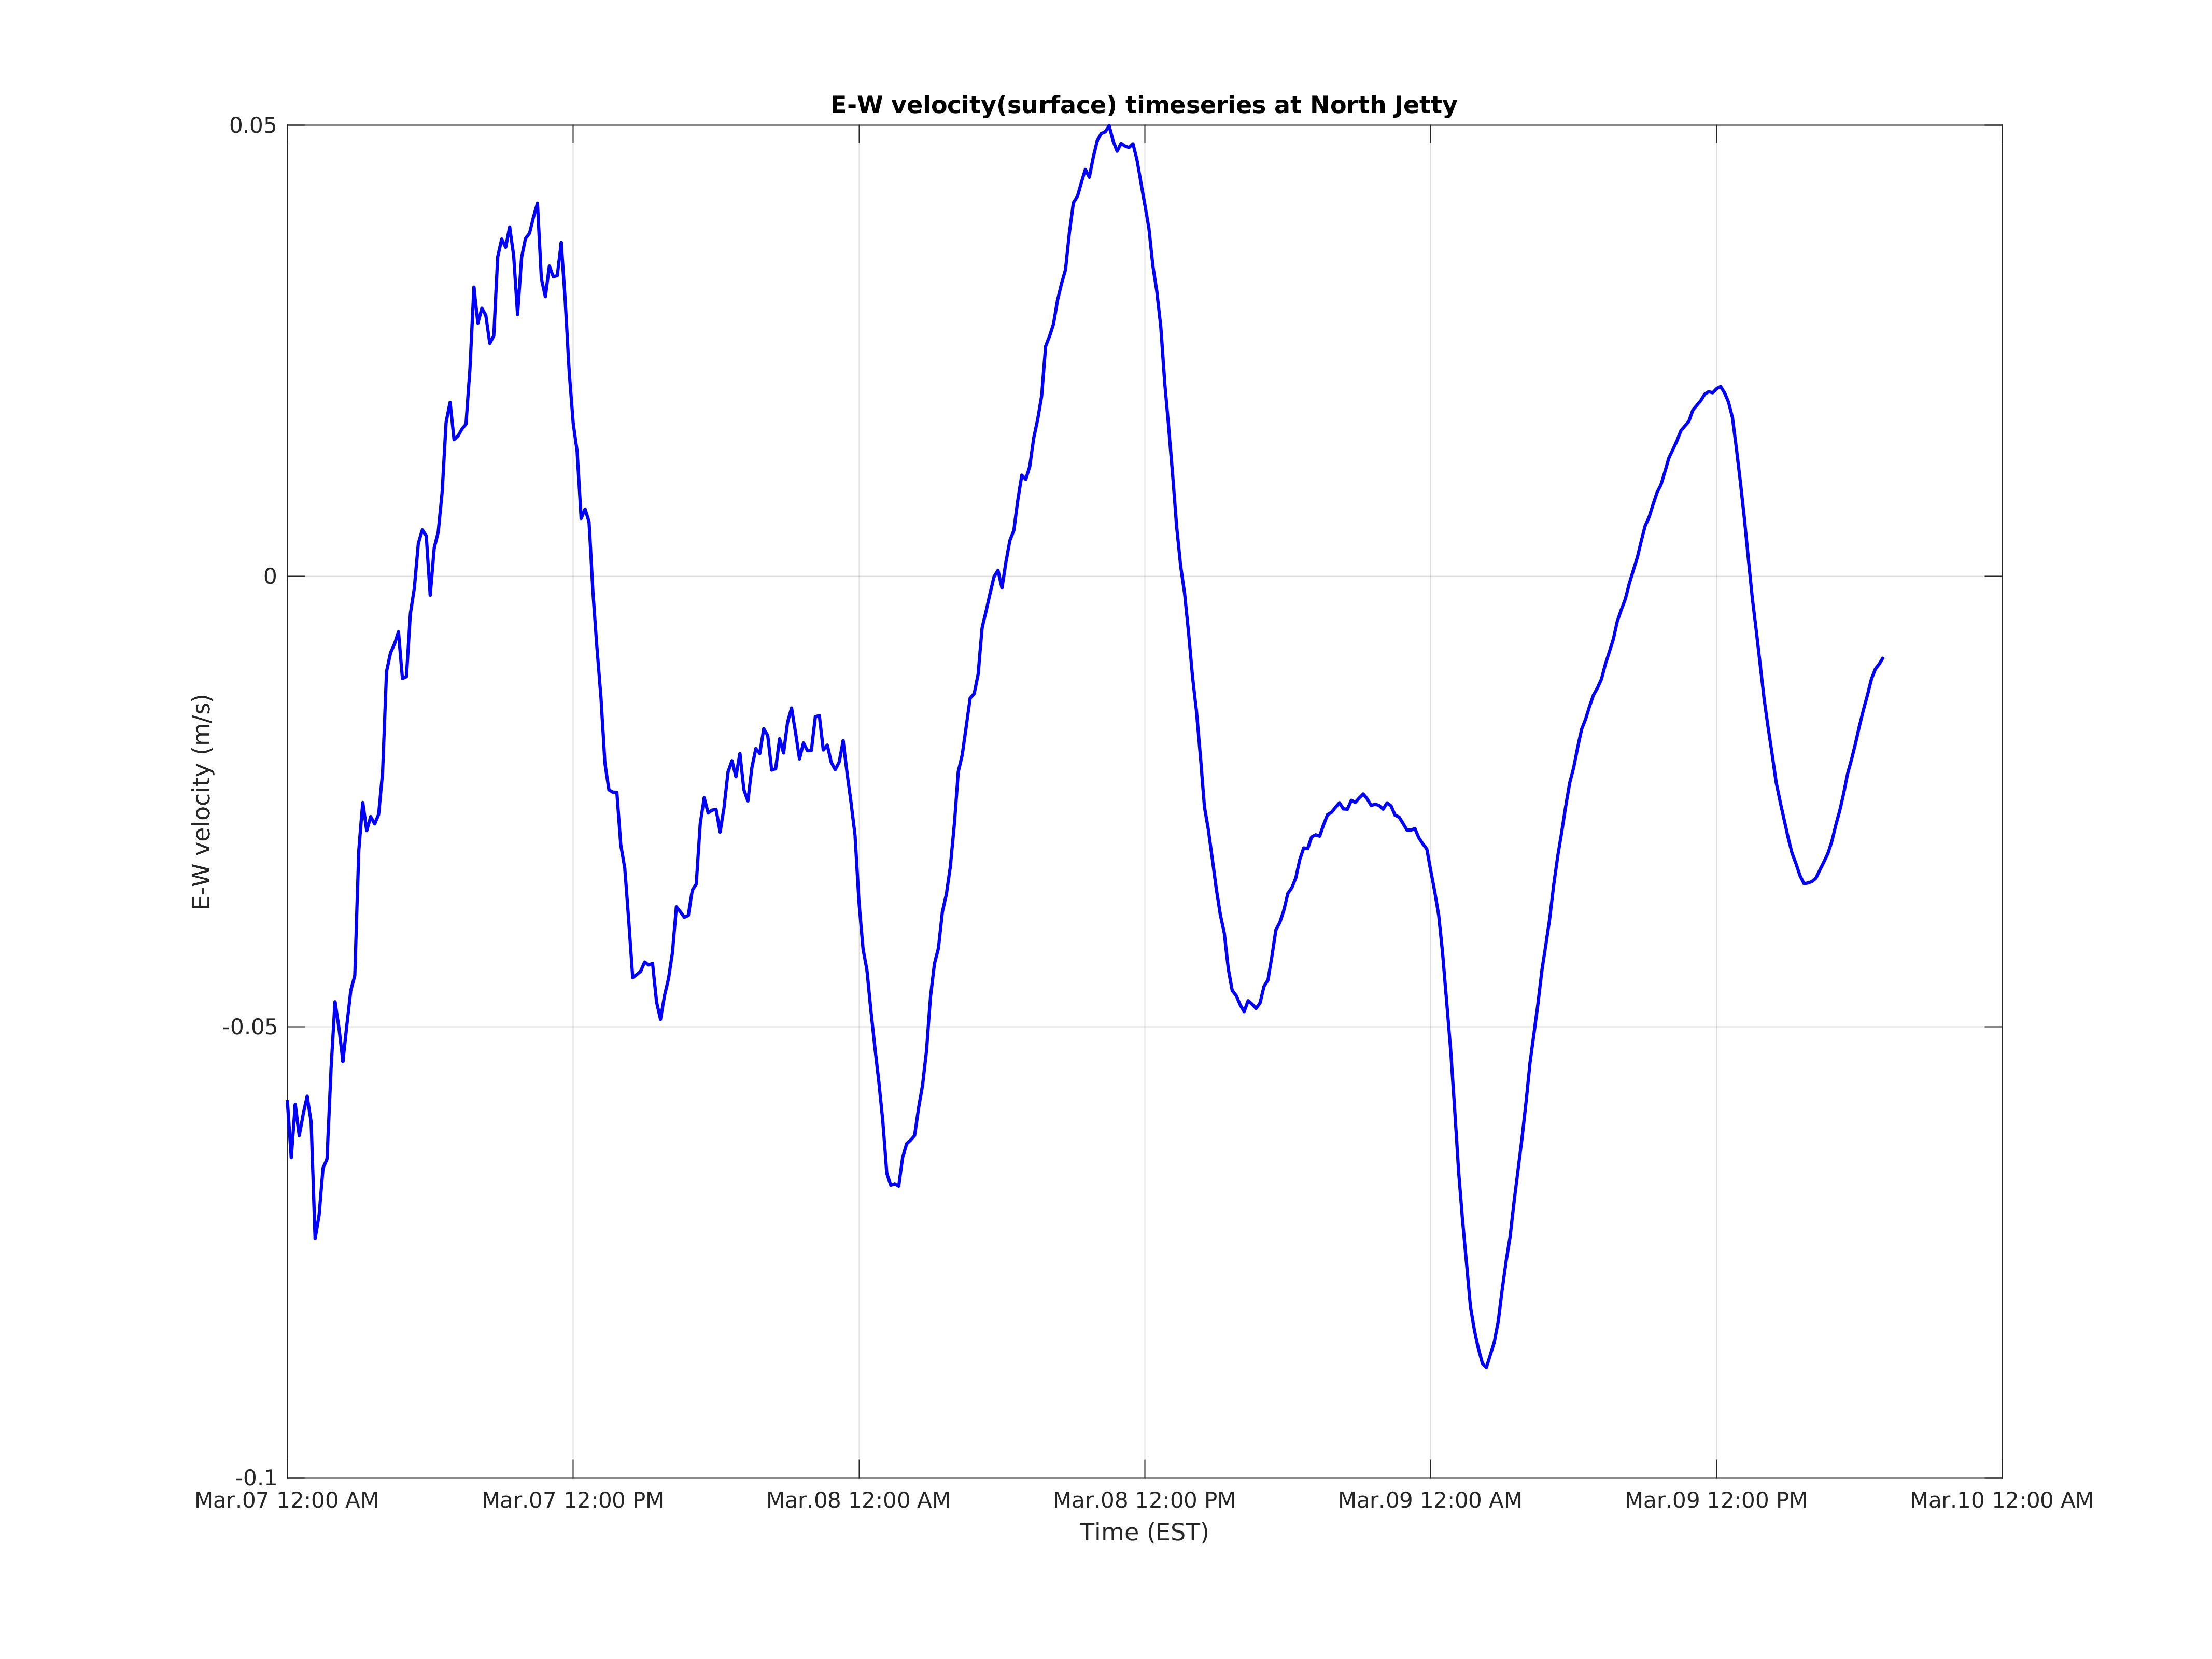 E-W velocity(surface) timeseries at North Jetty
0.05
0
-0.05
-0.1
E-W velocity (m/s)
Mar.07 12:00 AM Mar.07 12:00 PM Mar.08 12:00 AM Mar.08 12:00 PM Mar.09 12:00 AM Mar.09 12:00 PM Mar.10 12:00 AM
Time (EST)